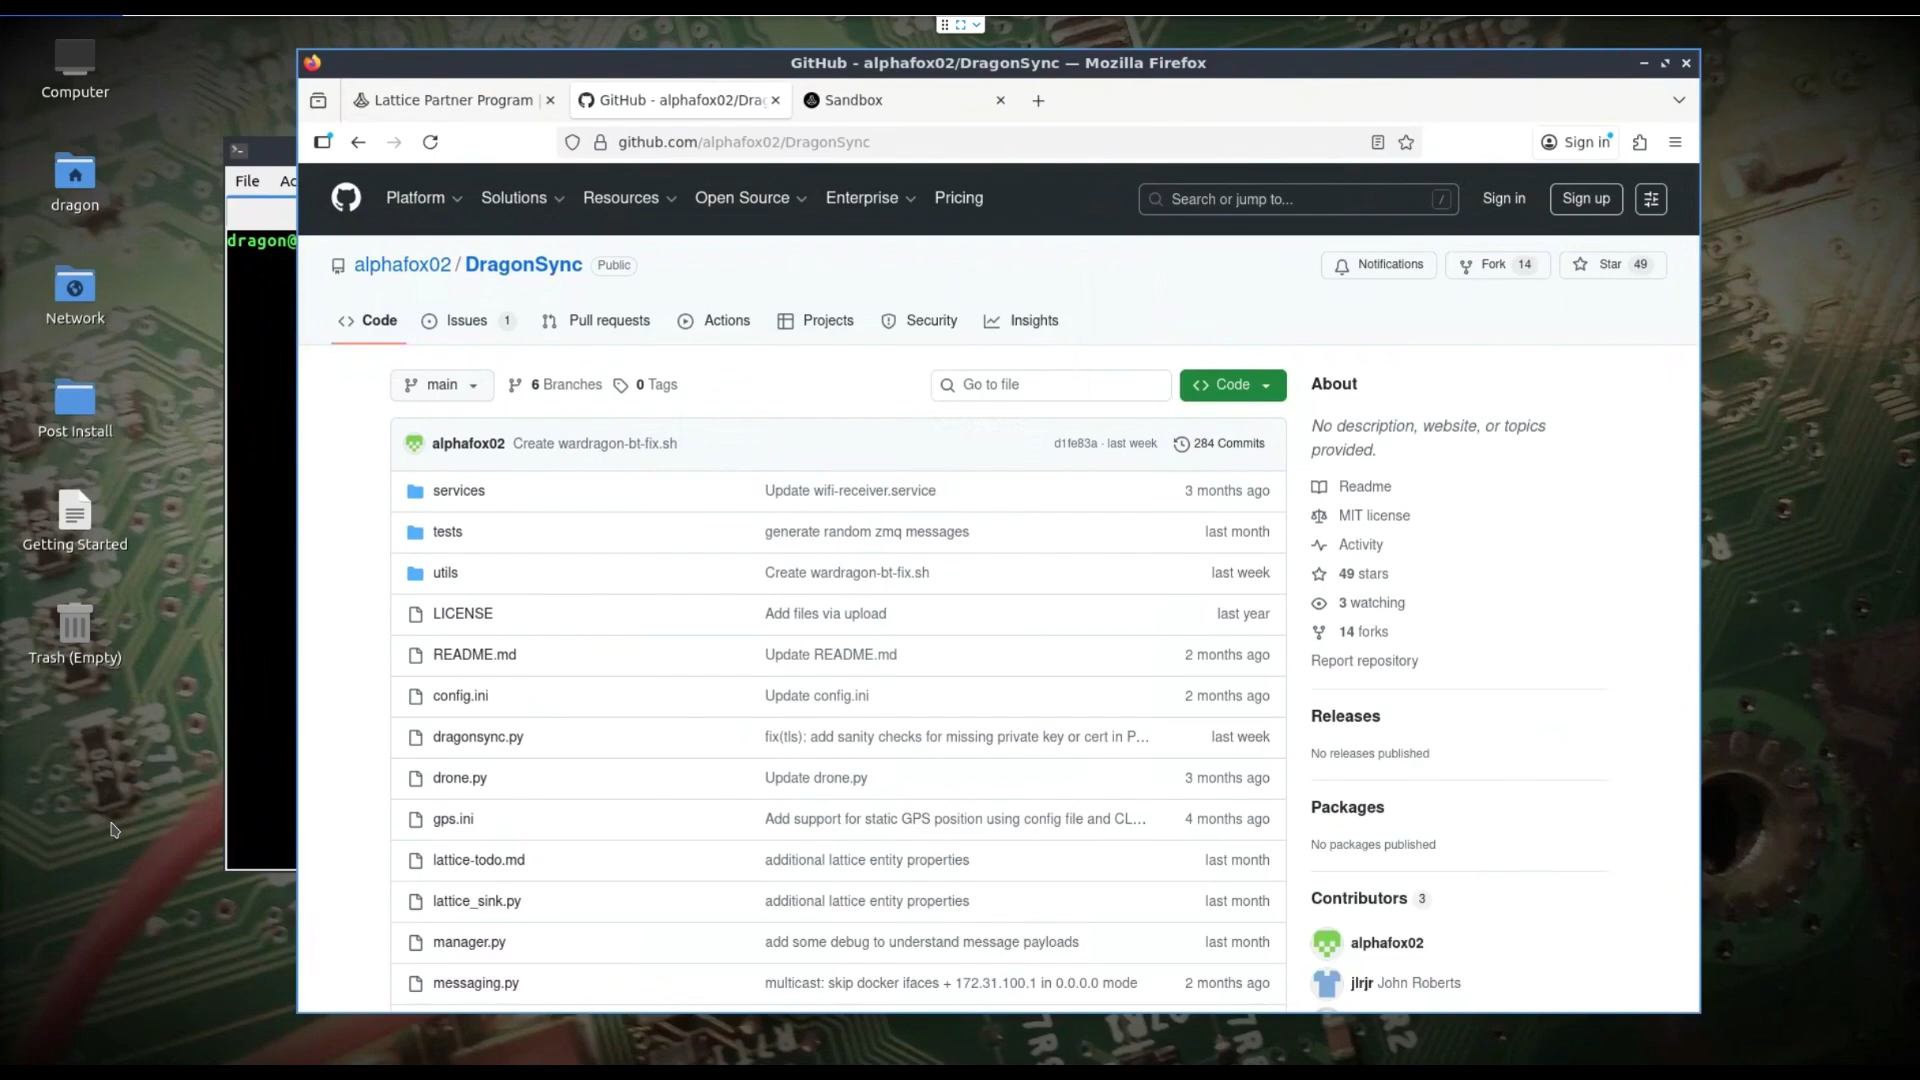 GitHub - alphafox02/DragonSync — Mozilla Firefox
Lattice Partner Program
GitHub - alphafox02/Drag
Sandbox
github.com/alphafox02/DragonSync
Sign in
Platform
Solutions
Resources
Open Source
Enterprise
Pricing
Search or jump to...
/
Sign in
Sign up
alphafox02 / DragonSync
Public
Notifications
Fork 14
Star 49
Code
Issues 1
Pull requests
Actions
Projects
Security
Insights
main
6 Branches
0 Tags
Go to file
Code
alphafox02 Create wardragon-bt-fix.sh d1fe83a · last week 284 Commits
services Update wifi-receiver.service 3 months ago
tests generate random zmq messages last month
utils Create wardragon-bt-fix.sh last week
LICENSE Add files via upload last year
README.md Update README.md 2 months ago
config.ini Update config.ini 2 months ago
dragonsync.py fix(tls): add sanity checks for missing private key or cert in P... last week
drone.py Update drone.py 3 months ago
gps.ini Add support for static GPS position using config file and CL... 4 months ago
lattice-todo.md additional lattice entity properties last month
lattice_sink.py additional lattice entity properties last month
manager.py add some debug to understand message payloads last month
messaging.py multicast: skip docker ifaces + 172.31.100.1 in 0.0.0.0 mode 2 months ago
About
No description, website, or topics
provided.
Readme
MIT license
Activity
49 stars
3 watching
14 forks
Report repository
Releases
No releases published
Packages
No packages published
Contributors 3
alphafox02
jlrjr John Roberts
Computer
dragon
Network
Post Install
Getting Started
Trash (Empty)
File Ac
dragon@